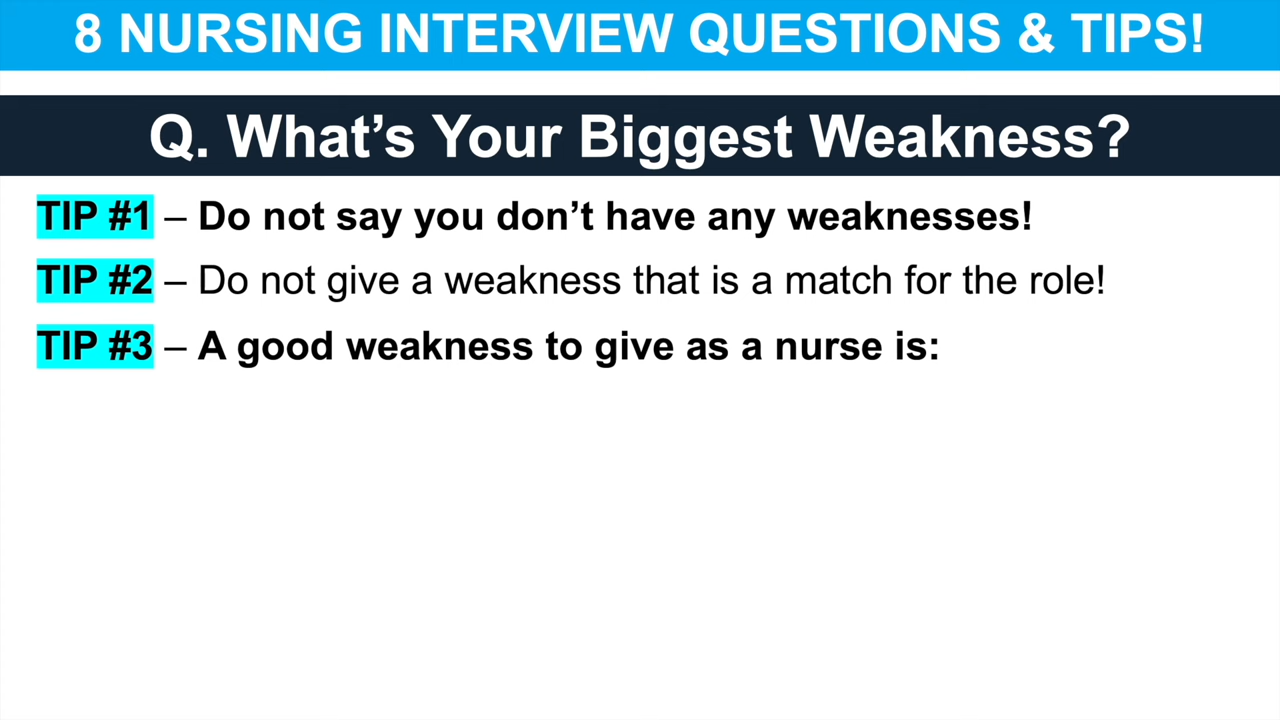 8 NURSING INTERVIEW QUESTIONS & TIPS!
Q. What’s Your Biggest Weakness?
TIP #1 – Do not say you don’t have any weaknesses!
TIP #2 – Do not give a weakness that is a match for the role!
TIP #3 – A good weakness to give as a nurse is: